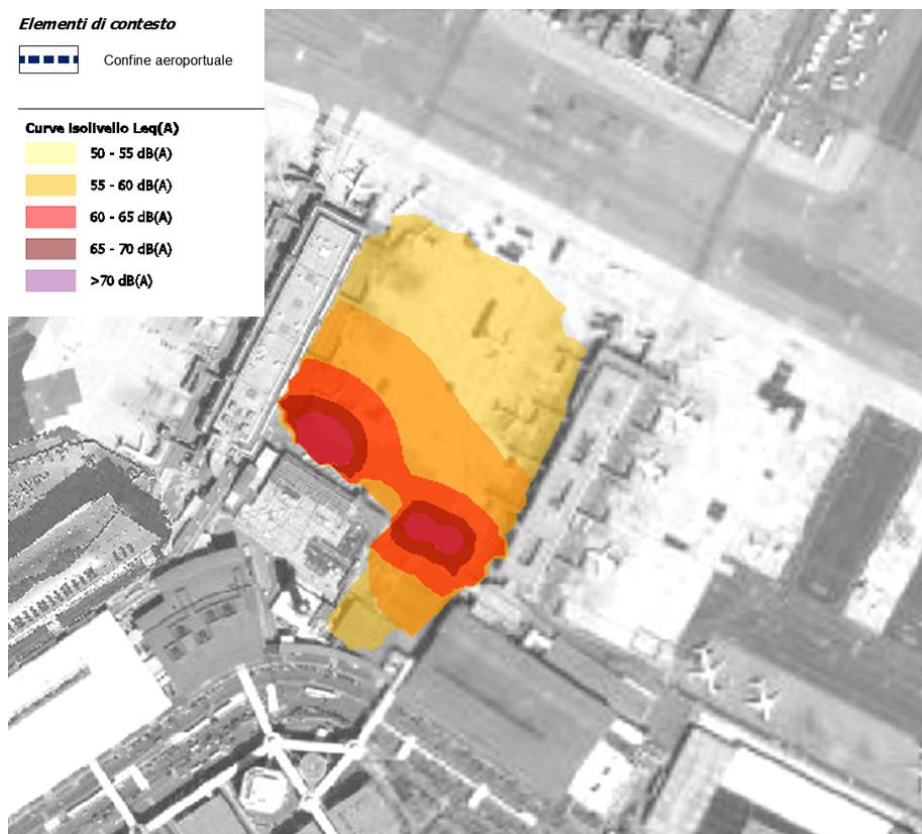 Elementi di contesto
Confine aeroportuale
Curve isolivello Leq(A)
50 - 55 dB(A)
55 - 60 dB(A)
60 - 65 dB(A)
65 - 70 dB(A)
>70 dB(A)